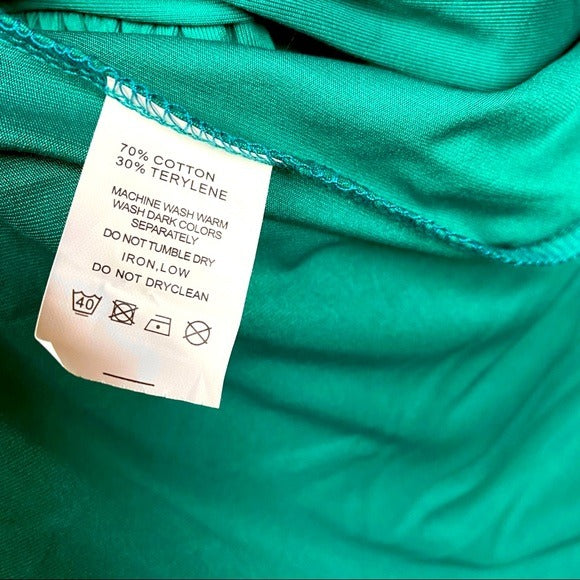 70% COTTON
30% TERYLENE
MACHINE WASH WARM
WASH DARK COLORS
SEPARATELY
DO NOT TUMBLE DRY
IRON, LOW
DO NOT DRYCLEAN
40